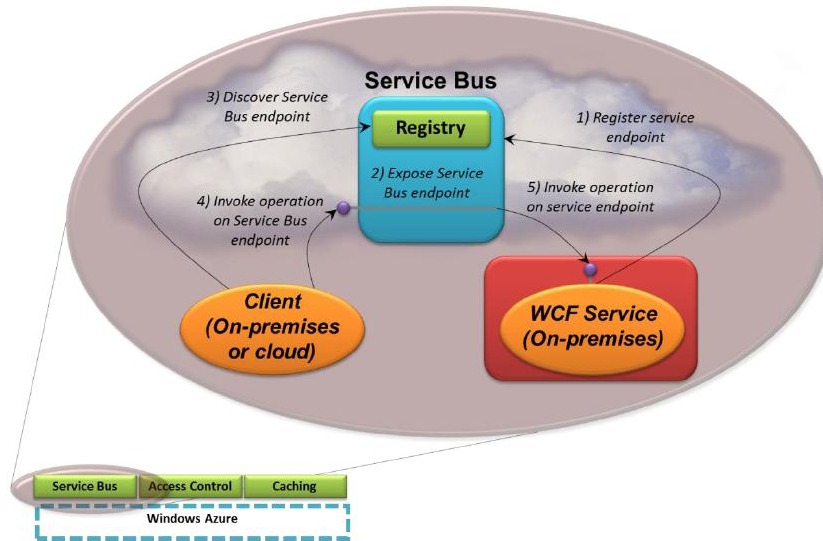 Service Bus
3) Discover Service
Bus endpoint
Registry
1) Register service
endpoint
2) Expose Service
Bus endpoint
4) Invoke operation
on Service Bus
endpoint
5) Invoke operation
on service endpoint
Client
(On-premises
or cloud)
WCF Service
(On-premises)
Service Bus
Access Control
Caching
Windows Azure